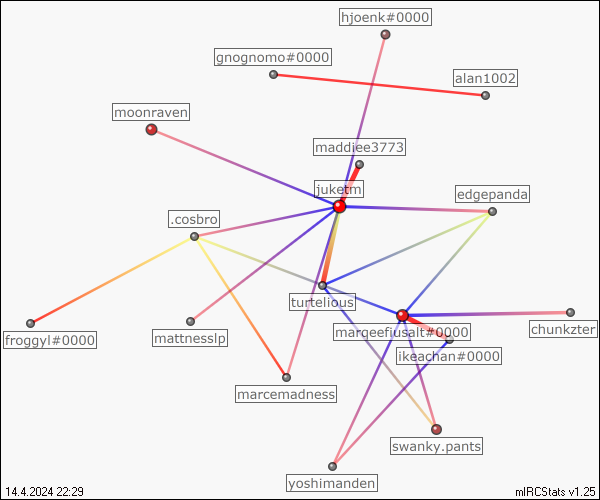 hjoenk#0000
gnognomo#0000
alan1002
moonraven
maddiee3773
juketm
edgepanda
.cosbro
turtelious
margeefiusalt#0000
chunkzter
froggyl#0000
mattnesslp
ikeachan#0000
marcemadness
swanky.pants
yoshimanden
14.4.2024 22:29
mIRCStats v1.25